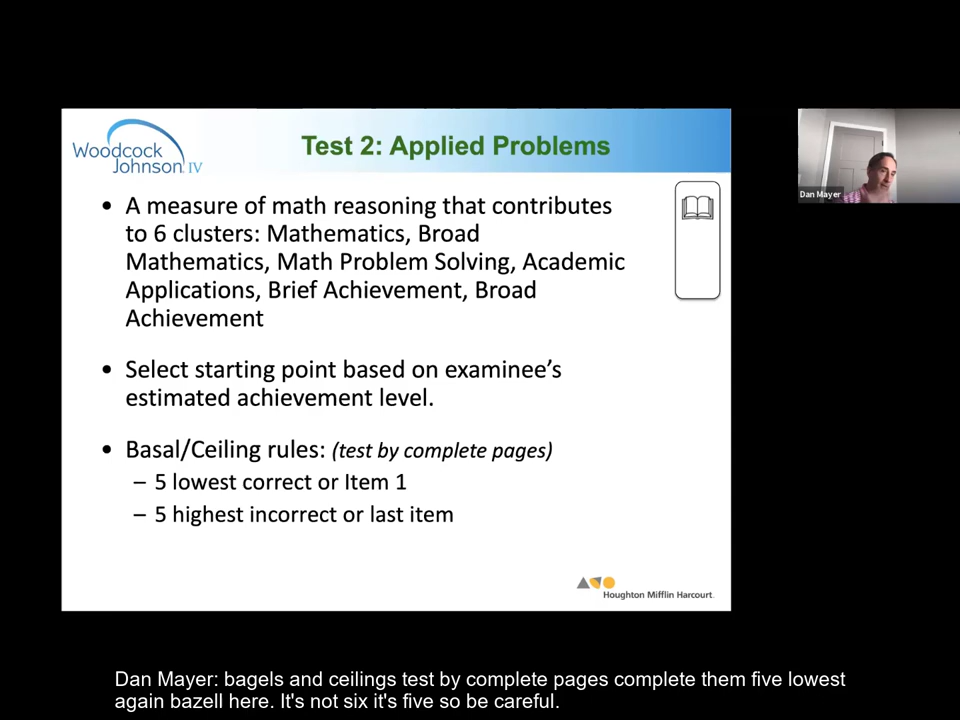 Woodcock
Johnson IV
Test 2: Applied Problems
• A measure of math reasoning that contributes
to 6 clusters: Mathematics, Broad
Mathematics, Math Problem Solving, Academic
Applications, Brief Achievement, Broad
Achievement
• Select starting point based on examinee's
estimated achievement level.
• Basal/Ceiling rules: (test by complete pages)
– 5 lowest correct or Item 1
– 5 highest incorrect or last item
Houghton Mifflin Harcourt
Dan Mayer
Dan Mayer: bagels and ceilings test by complete pages complete them five lowest
again bazell here. It's not six it's five so be careful.